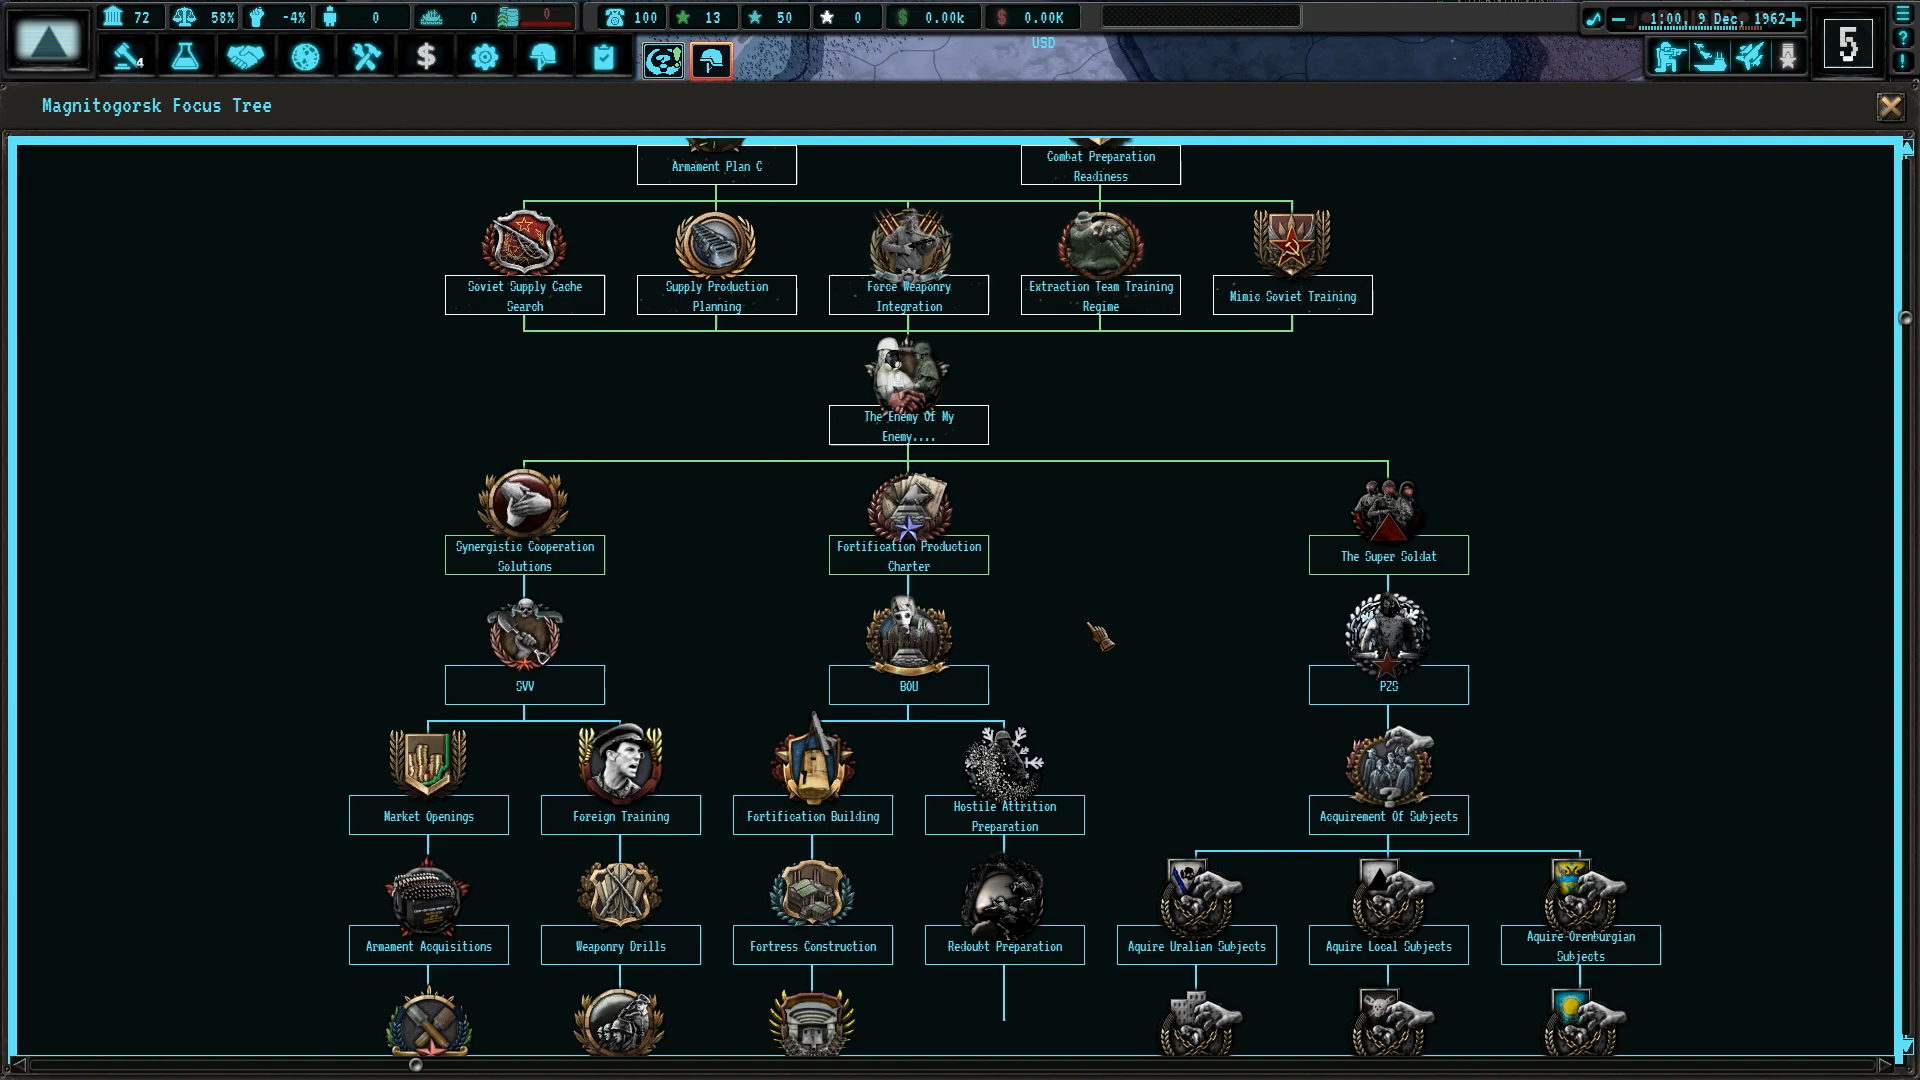 72
58%
-4%
0
0
0
100
13
50
0
0.00k
0.00K
1:00, 9 Dec, 1962
4
USD
5
Magnitogorsk Focus Tree
Armament Plan C
Combat Preparation
Readiness
Soviet Supply Cache
Search
Supply Production
Planning
Force Weaponry
Integration
Extraction Team Training
Regime
Mimic Soviet Training
The Enemy Of My
Enemy....
Synergistic Cooperation
Solutions
Fortification Production
Charter
The Super Soldat
SVV
BOU
PZS
Market Openings
Foreign Training
Fortification Building
Hostile Attrition
Preparation
Acquirement Of Subjects
Armament Acquisitions
Weaponry Drills
Fortress Construction
Redoubt Preparation
Aquire Uralian Subjects
Aquire Local Subjects
Aquire Orenburgian
Subjects